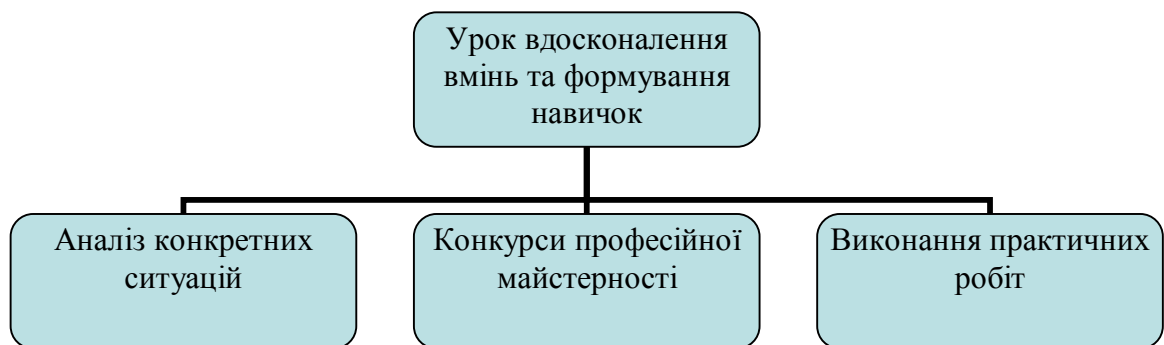 Урок вдосконалення
вмінь та формування
навичок
Аналіз конкретних
ситуацій
Конкурси професійної
майстерності
Виконання практичних
робіт